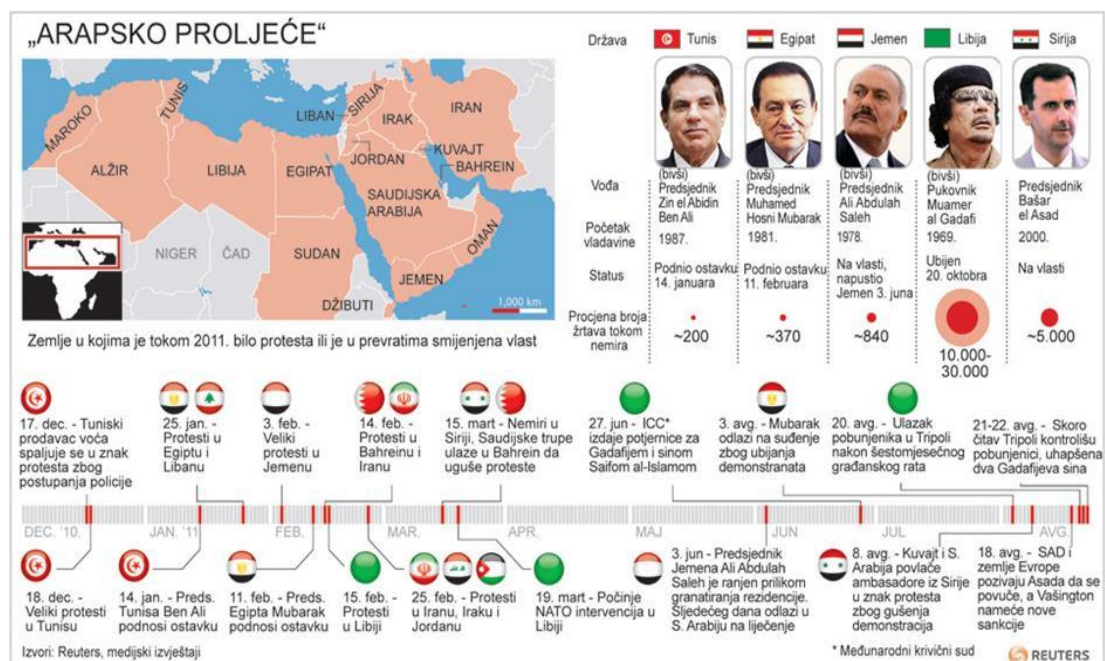 „ARAPSKO PROLJEĆE“
MAROKO
ALŽIR
TUNIS
LIBIJA
EGIPAT
NIGER
ČAD
SUDAN
DŽIBUTI
LIBAN
SIRIJA
JORDAN
IRAK
IRAN
KUVAJT
BAHREIN
SAUDIJSKA
ARABIJA
OMAN
JEMEN
1,000 km
Zemlje u kojima je tokom 2011. bilo protesta ili je u prevratima smijenjena vlast
Država
Tunis
Egipat
Jemen
Libija
Sirija
Vođa
(bivši)
Predsjednik
Zin el Abidin
Ben Ali
(bivši)
Predsjednik
Muhamed
Hosni Mubarak
(bivši)
Predsjednik
Ali Abdulah
Saleh
(bivši)
Pukovnik
Muamer
al Gadafi
Predsjednik
Bašar
el Asad
Početak
vladavine
1987.
1981.
1978.
1969.
2000.
Status
Podnio ostavku
14. januara
Podnio ostavku
11. februara
Na vlasti,
napustio
Jemen 3. juna
Ubijen
20. oktobra
Na vlasti
Procjena broja
žrtava tokom
nemira
~200
~370
~840
10.000-
30.000
~5.000
17. dec. - Tuniski
prodavac voća
spaljuje se u znak
protesta zbog
postupanja policije
25. jan. -
Protesti u
Egiptu i
Libanu
3. feb. -
Veliki
protesti u
Jemenu
14. feb. -
Protesti u
Bahreinu i
Iranu
15. mart - Nemiri u
Siriji, Saudijske trupe
ulaze u Bahrein da
uguše proteste
27. jun - ICC*
izdaje potjernice za
Gadafijem i sinom
Saifom al-Islamom
3. avg. - Mubarak
odlazi na suđenje
zbog ubijanja
demonstranata
20. avg. - Ulazak
pobunjenika u Tripoli
nakon šestomjesečnog
građanskog rata
21-22. avg. - Skoro
čitav Tripoli kontrolišu
pobunjenici, uhapšena
dva Gadafijeva sina
DEC. '10.
JAN. '11
FEB.
MAR.
APR.
MAJ
JUN
JUL
AVG.
18. dec. -
Veliki protesti
u Tunisu
14. jan. - Preds.
Tunisa Ben Ali
podnosi ostavku
11. feb. - Preds.
Egipta Mubarak
podnosi ostavku
15. feb. -
Protesti
u Libiji
25. feb. - Protesti
u Iranu, Iraku i
Jordanu
19. mart - Počinje
NATO intervencija u
Libiji
3. jun - Predsjednik
Jemena Ali Abdulah
Saleh je ranjen prilikom
granatiranja rezidencije.
Sljedećeg dana odlazi u
S. Arabiju na liječenje
8. avg. - Kuvajt i S.
Arabija povlače
ambasadore iz Sirije
u znak protesta
zbog gušenja
demonstracija
18. avg. - SAD i
zemlje Evrope
pozivaju Asada da se
povuče, a Vašington
nameće nove
sankcije
Izvori: Reuters, medijski izvještaji
* Međunarodni krivični sud
REUTERS